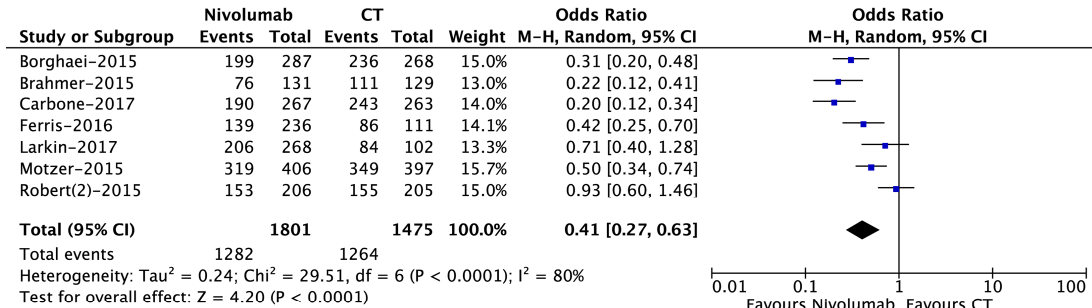 Nivolumab CT Odds Ratio Odds Ratio
Study or Subgroup Events Total Events Total Weight M-H, Random, 95% CI M-H, Random, 95% CI
Borghaei-2015 199 287 236 268 15.0% 0.31 [0.20, 0.48]
Brahmer-2015 76 131 111 129 13.0% 0.22 [0.12, 0.41]
Carbone-2017 190 267 243 263 14.0% 0.20 [0.12, 0.34]
Ferris-2016 139 236 86 111 14.1% 0.42 [0.25, 0.70]
Larkin-2017 206 268 84 102 13.3% 0.71 [0.40, 1.28]
Motzer-2015 319 406 349 397 15.7% 0.50 [0.34, 0.74]
Robert(2)-2015 153 206 155 205 15.0% 0.93 [0.60, 1.46]
Total (95% CI) 1801 1475 100.0% 0.41 [0.27, 0.63]
Total events 1282 1264
Heterogeneity: Tau² = 0.24; Chi² = 29.51, df = 6 (P < 0.0001); I² = 80%
Test for overall effect: Z = 4.20 (P < 0.0001)
0.01 0.1 1 10 100
Favours Nivolumab Favours CT